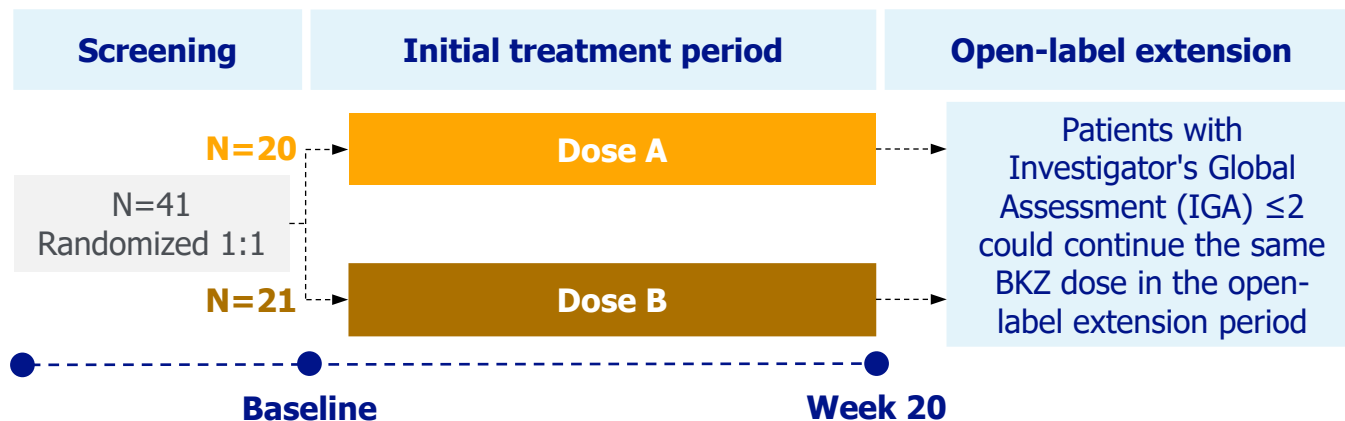 Screening
Initial treatment period
Open-label extension
N=20
Dose A
N=41
Randomized 1:1
N=21
Dose B
Patients with
Investigator's Global
Assessment (IGA) ≤2
could continue the same
BKZ dose in the open-
label extension period
Baseline
Week 20